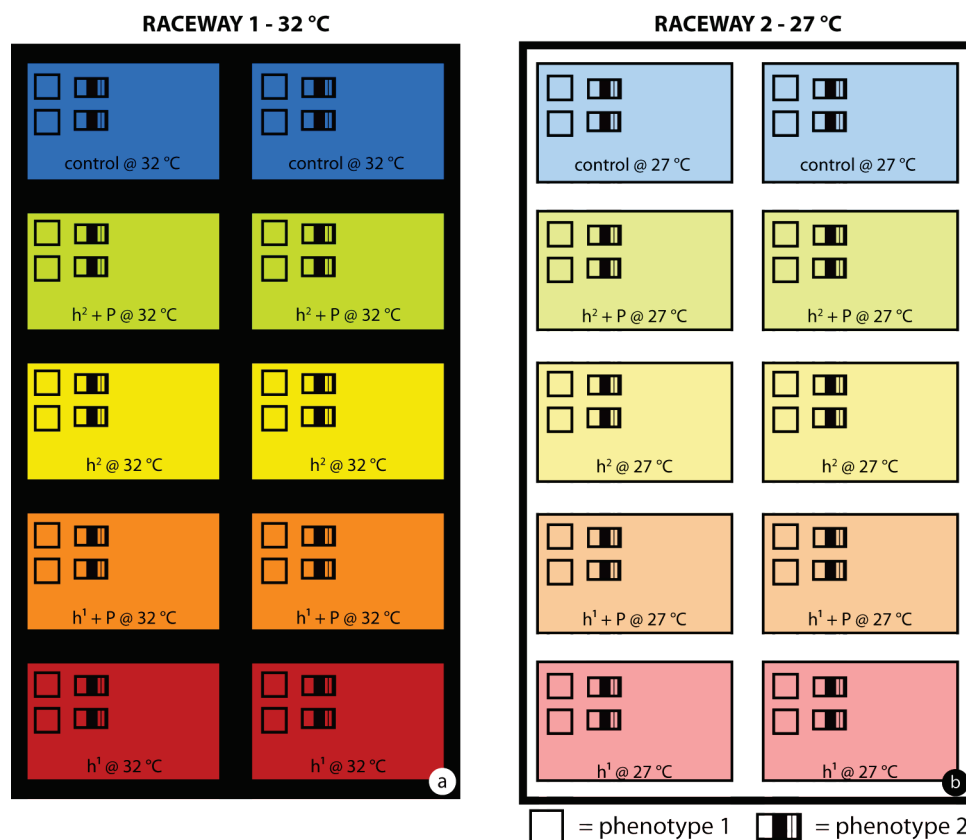 RACEWAY 1 - 32 °C
RACEWAY 2 - 27 °C
control @ 32 °C
control @ 32 °C
control @ 27 °C
control @ 27 °C
h² + P @ 32 °C
h² + P @ 32 °C
h² + P @ 27 °C
h² + P @ 27 °C
h² @ 32 °C
h² @ 32 °C
h² @ 27 °C
h² @ 27 °C
h¹ + P @ 32 °C
h¹ + P @ 32 °C
h¹ + P @ 27 °C
h¹ + P @ 27 °C
h¹ @ 32 °C
h¹ @ 32 °C
h¹ @ 27 °C
h¹ @ 27 °C
a
b
= phenotype 1
= phenotype 2